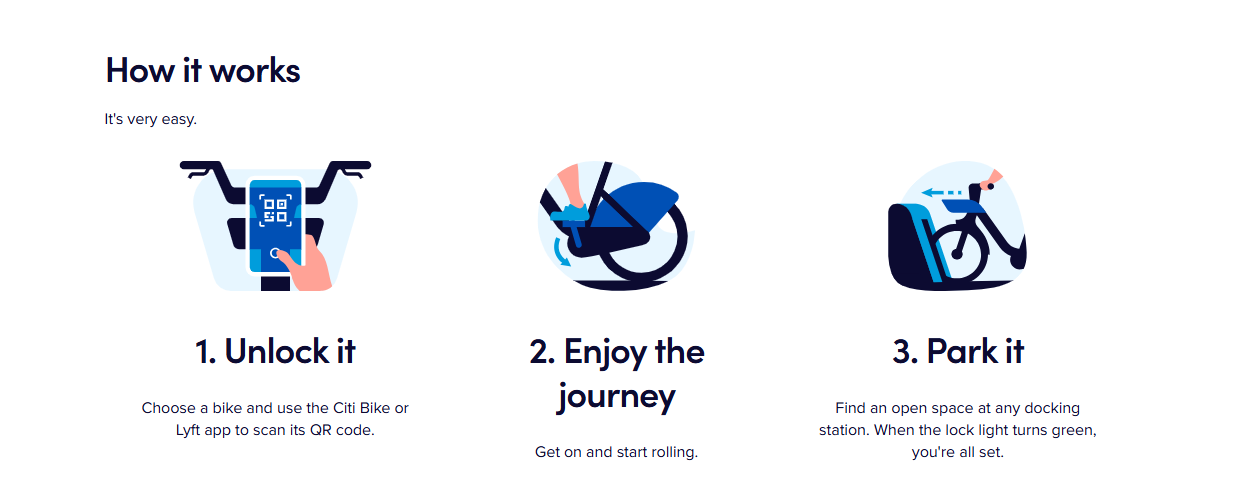 How it works
It's very easy.
1. Unlock it
Choose a bike and use the Citi Bike or
Lyft app to scan its QR code.
2. Enjoy the
journey
Get on and start rolling.
3. Park it
Find an open space at any docking
station. When the lock light turns green,
you're all set.